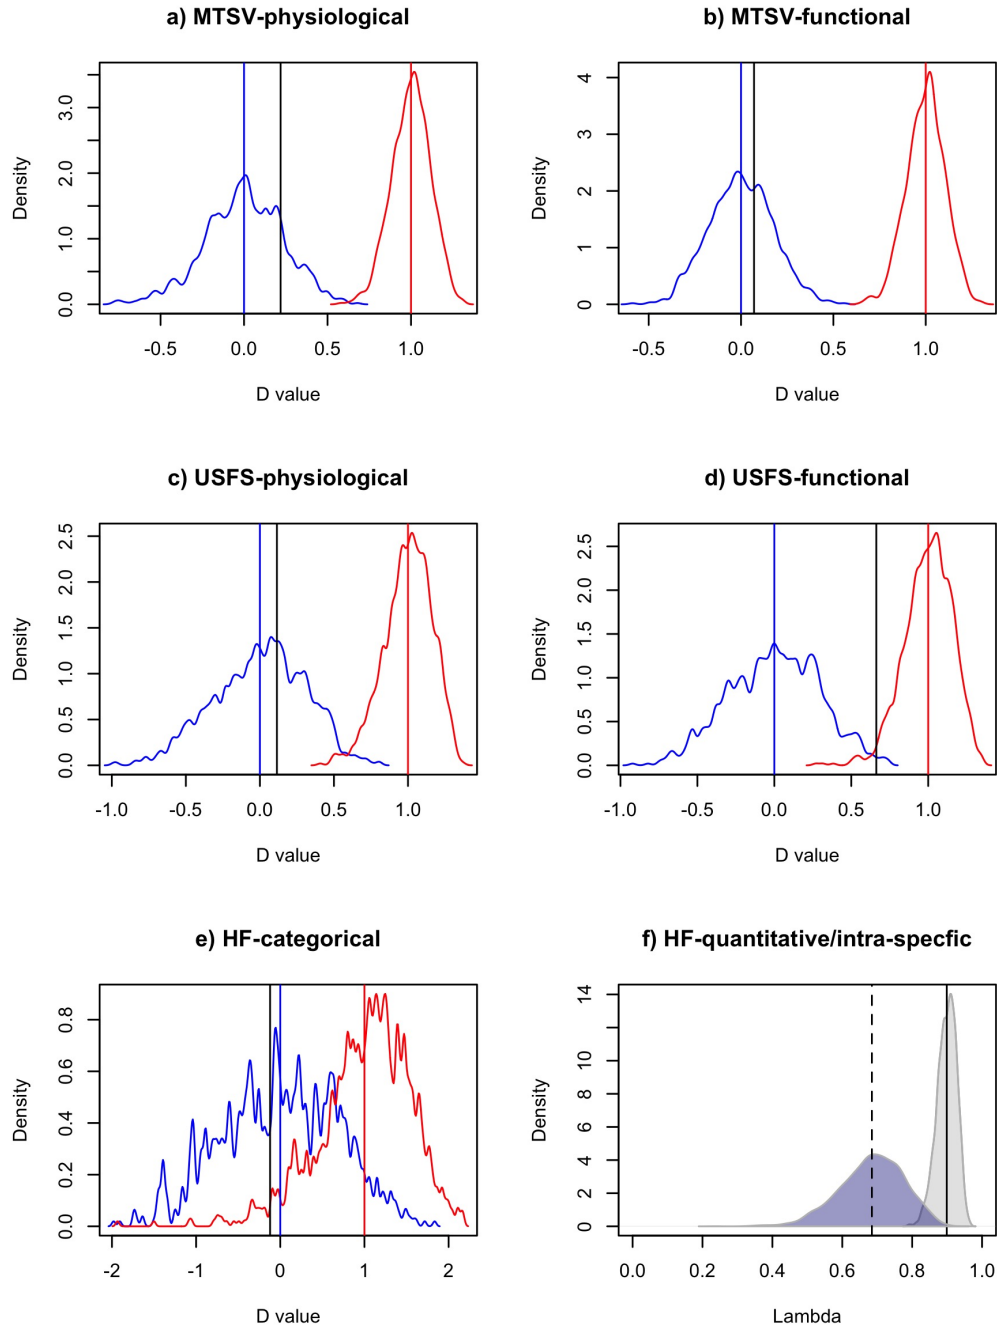 a) MTSV-physiological
b) MTSV-functional
Density
0.0 1.0 2.0 3.0
-0.5 0.0 0.5 1.0
D value
Density
0 1 2 3 4
-0.5 0.0 0.5 1.0
D value
c) USFS-physiological
d) USFS-functional
Density
0.0 0.5 1.0 1.5 2.0 2.5
-1.0 -0.5 0.0 0.5 1.0
D value
Density
0.0 0.5 1.0 1.5 2.0 2.5
-1.0 -0.5 0.0 0.5 1.0
D value
e) HF-categorical
f) HF-quantitative/intra-specfic
Density
0.0 0.2 0.4 0.6 0.8
-2 -1 0 1 2
D value
Density
0 2 4 6 8 10 14
0.0 0.2 0.4 0.6 0.8 1.0
Lambda